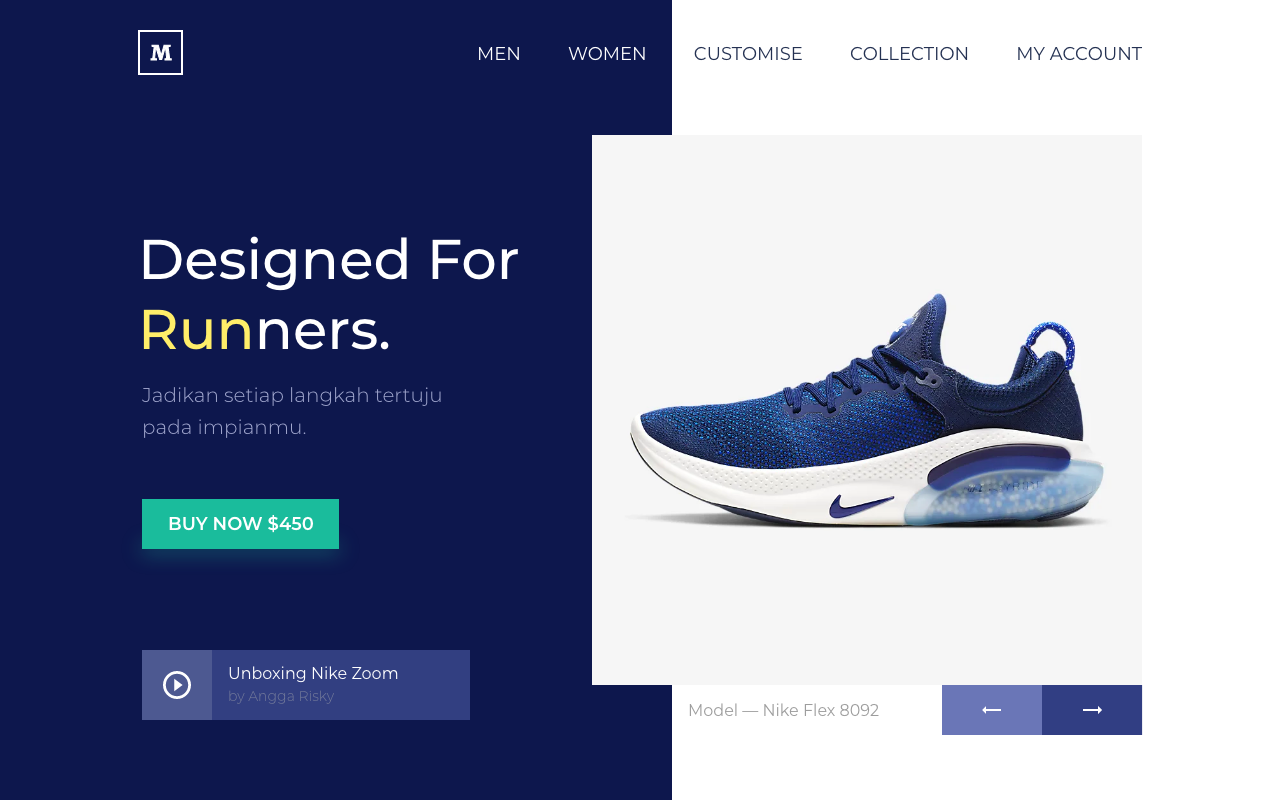 M
MEN WOMEN CUSTOMISE COLLECTION MY ACCOUNT
Designed For
Runners.
Jadikan setiap langkah tertuju
pada impianmu.
BUY NOW $450
Unboxing Nike Zoom
by Angga Risky
Model — Nike Flex 8092